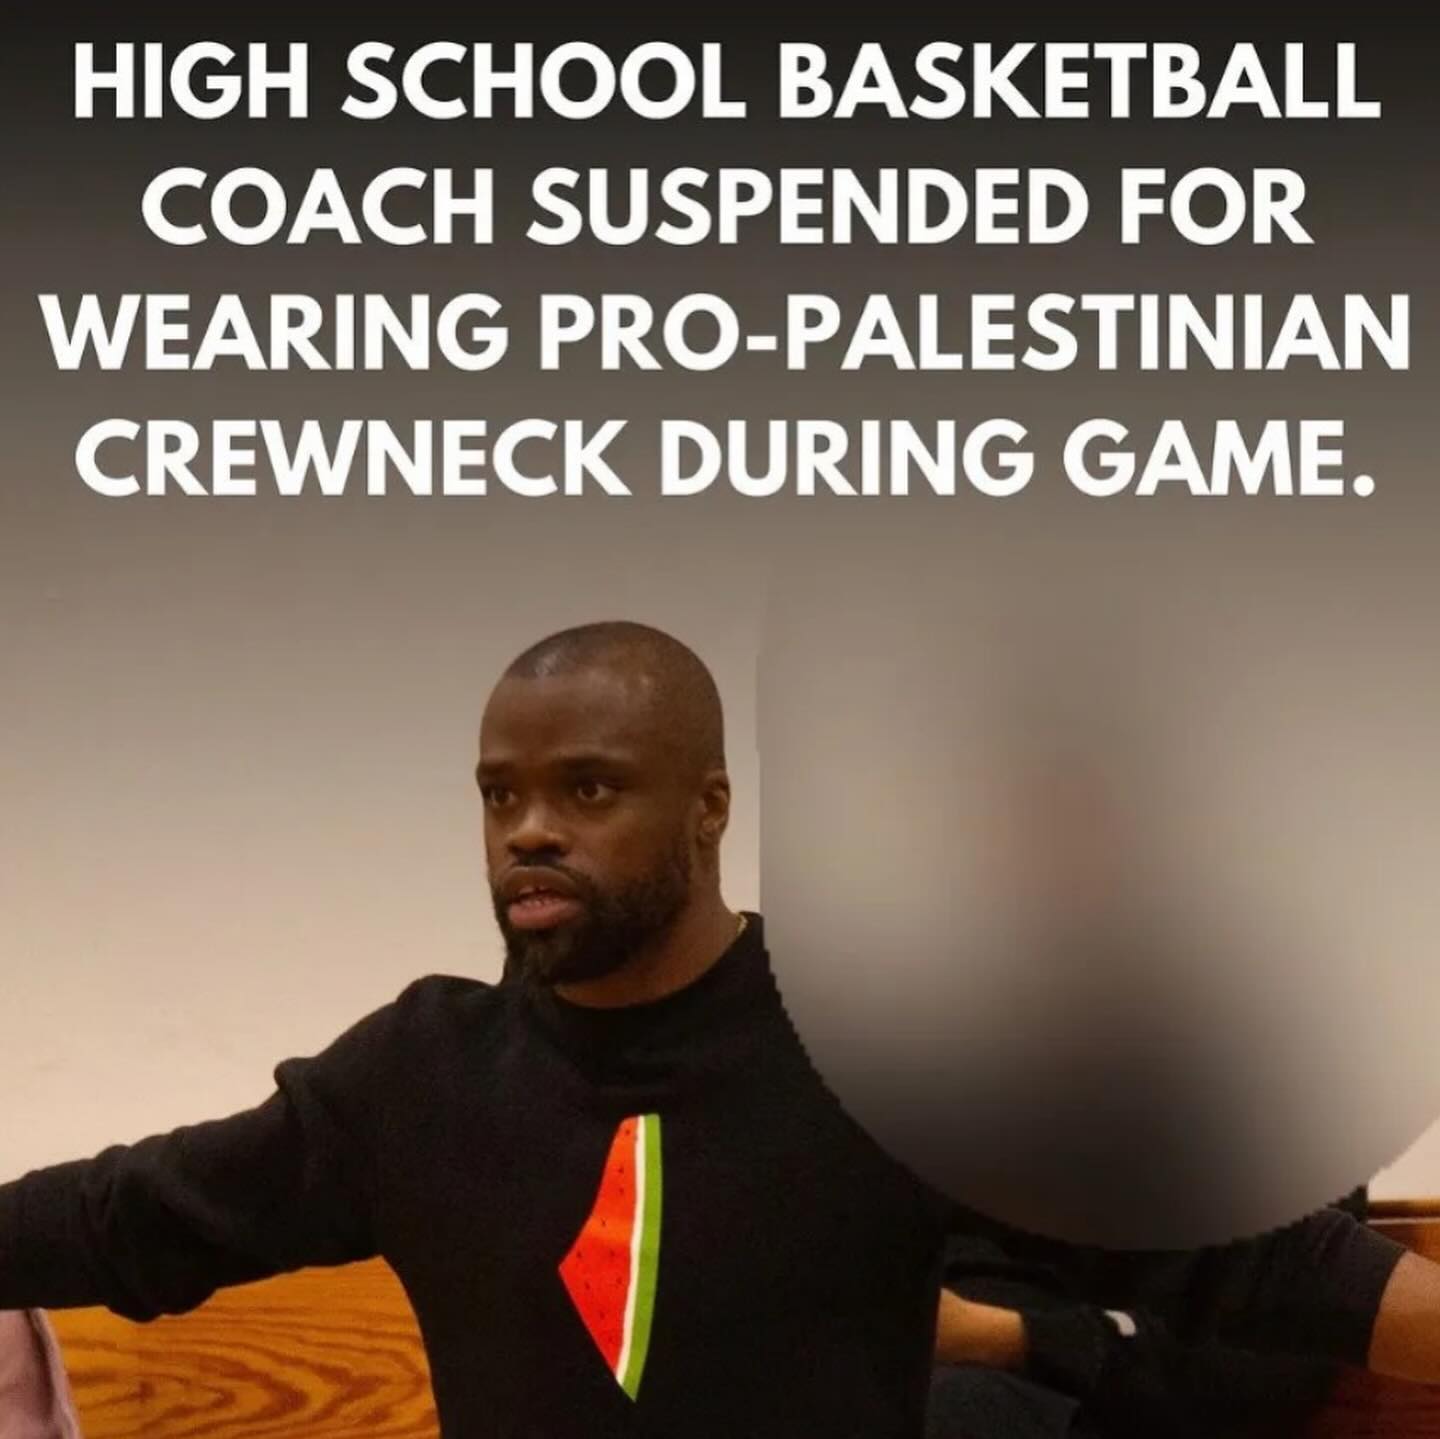 HIGH SCHOOL BASKETBALL
COACH SUSPENDED FOR
WEARING PRO-PALESTINIAN
CREWNECK DURING GAME.